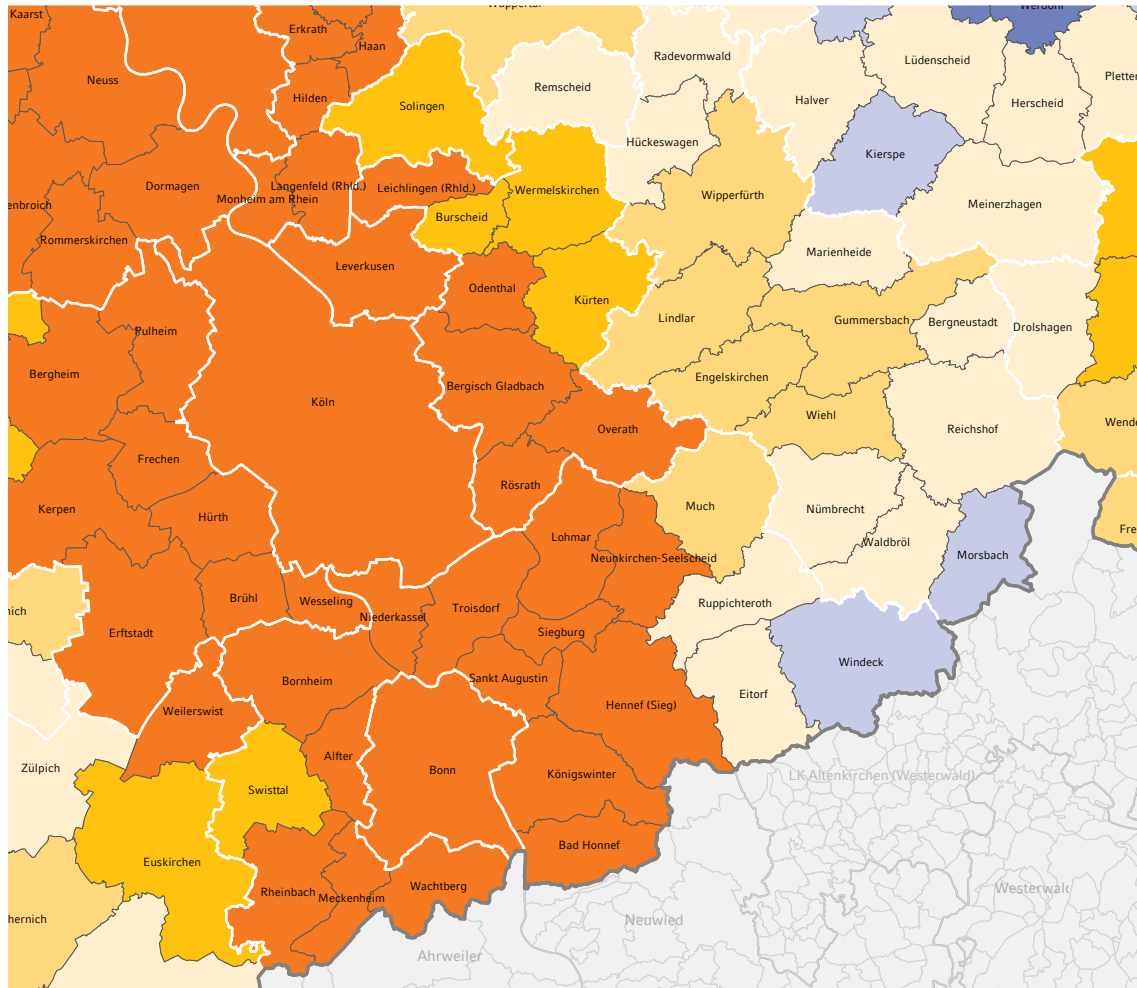 Kaarst
Erkrath
Haan
Neuss
Hilden
Solingen
Remscheid
Radevormwald
Lüdenscheid
Halver
Herscheid
Hückeswagen
Kierspe
Dormagen
Langenfeld (Rhld.)
Monheim am Rhein
Leichlingen (Rhld.)
Wermelskirchen
Wipperfürth
Meinerzhagen
enbroich
Burscheid
Rommerskirchen
Marienheide
Leverkusen
Odenthal
Kürten
Lindlar
Gummersbach
Bergneustadt
Drolshagen
Pulheim
Bergheim
Engelskirchen
Bergisch Gladbach
Köln
Wiehl
Overath
Reichshof
Frechen
Rösrath
Much
Nümbrecht
Kerpen
Hürth
Lohmar
Neunkirchen-Seelscheid
Waldbröl
Morsbach
Brühl
Wesseling
Niederkassel
Troisdorf
Ruppichteroth
nich
Erftstadt
Siegburg
Windeck
Bornheim
Sankt Augustin
Eitorf
Weilerswist
Hennef (Sieg)
Zülpich
Alfter
Bonn
Königswinter
LK Altenkirchen (Westerwald)
Swisttal
Euskirchen
Bad Honnef
Rheinbach
Meckenheim
Wachtberg
Westerwald
hernich
Neuwied
Ahrweiler